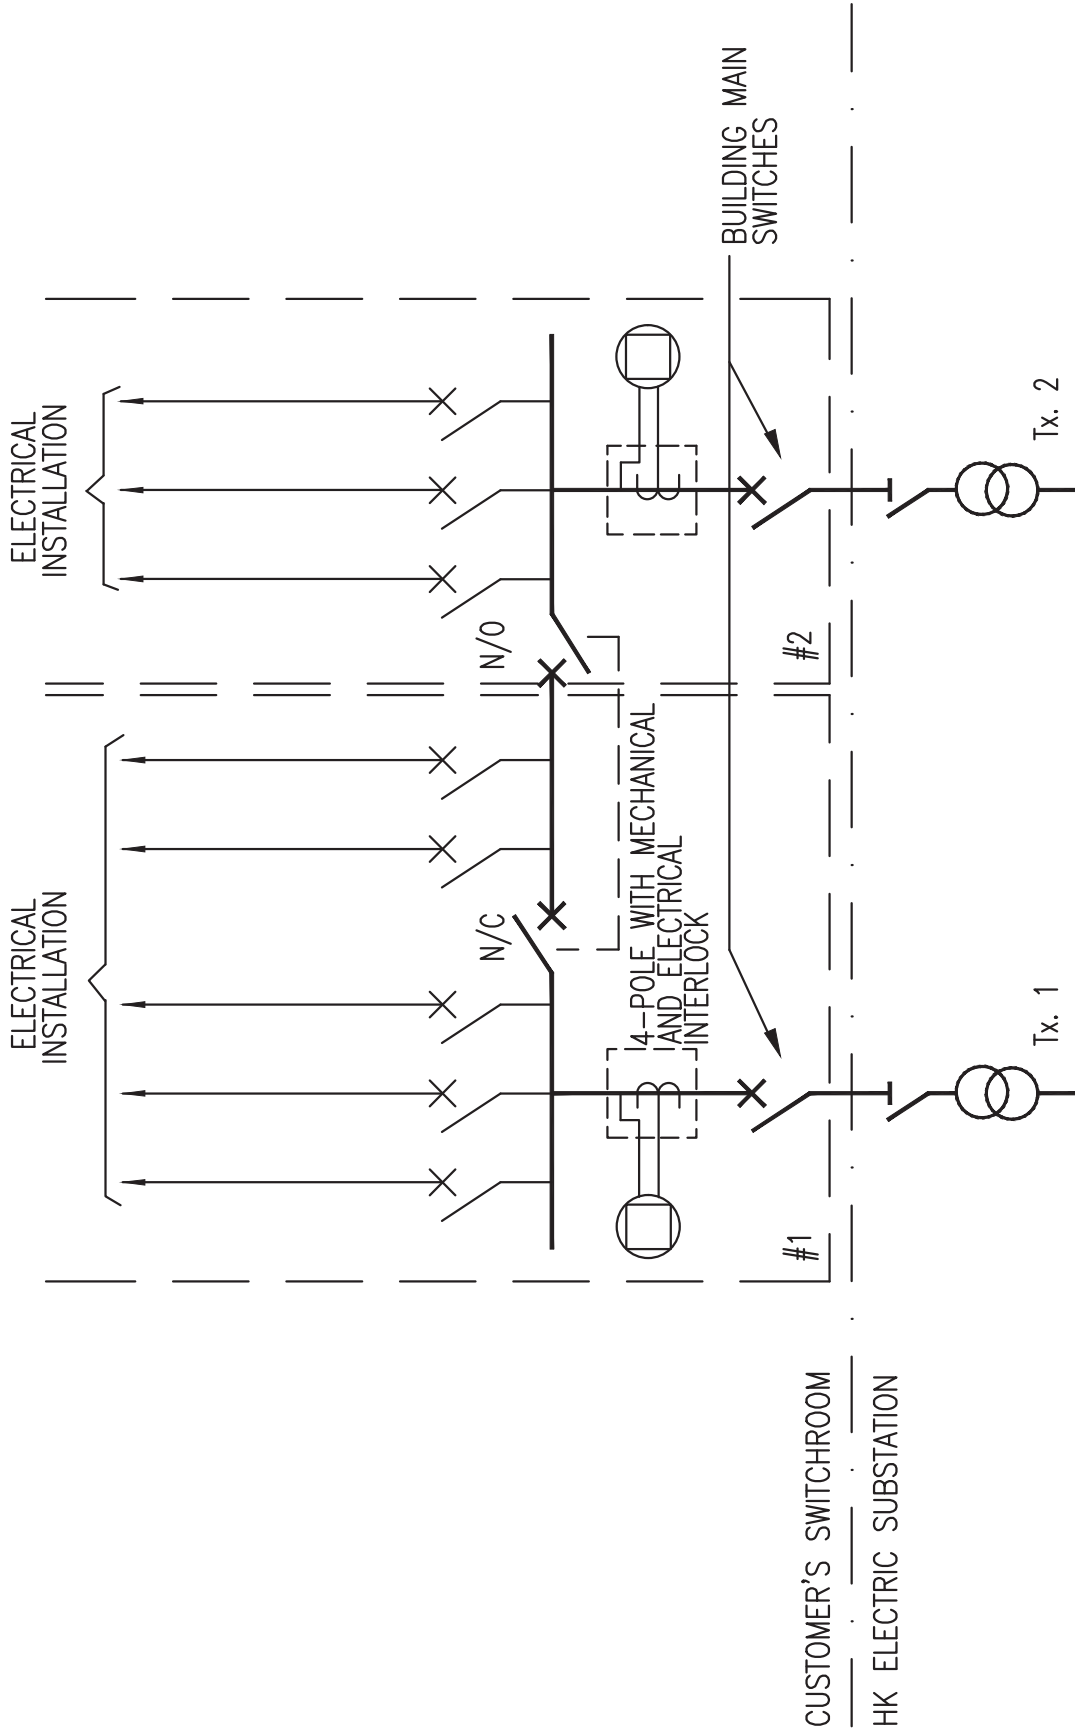 ELECTRICAL
INSTALLATION
ELECTRICAL
INSTALLATION
N/C
N/O
4-POLE WITH MECHANICAL
AND ELECTRICAL
INTERLOCK
BUILDING MAIN
SWITCHES
#1
#2
CUSTOMER'S SWITCHROOM
HK ELECTRIC SUBSTATION
Tx. 1
Tx. 2